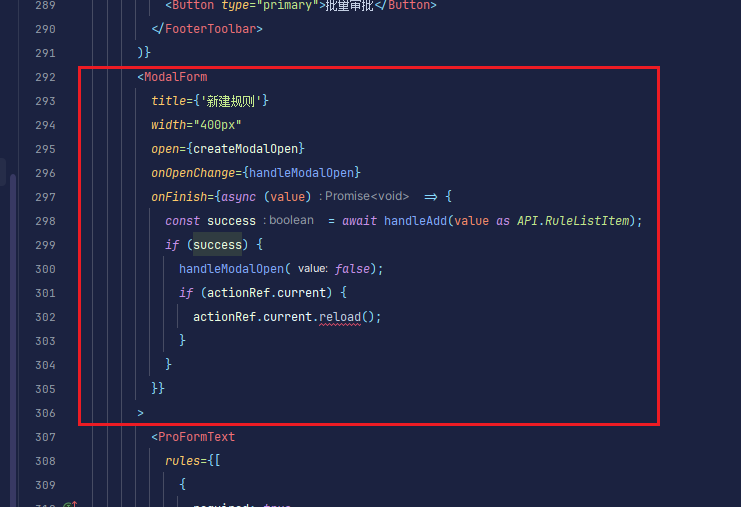 289 <Button type="primary">批量审批</Button>
290 </FooterToolbar>
291 )}
292 <ModalForm
293 title={'新建规则'}
294 width="400px"
295 open={createModalOpen}
296 onOpenChange={handleModalOpen}
297 onFinish={async (value) : Promise<void> => {
298 const success : boolean = await handleAdd(value as API.RuleListItem);
299 if (success) {
300 handleModalOpen( value: false);
301 if (actionRef.current) {
302 actionRef.current.reload();
303 }
304 }
305 }}
306 >
307 <ProFormText
308 rules={[
309 {
310 required: true